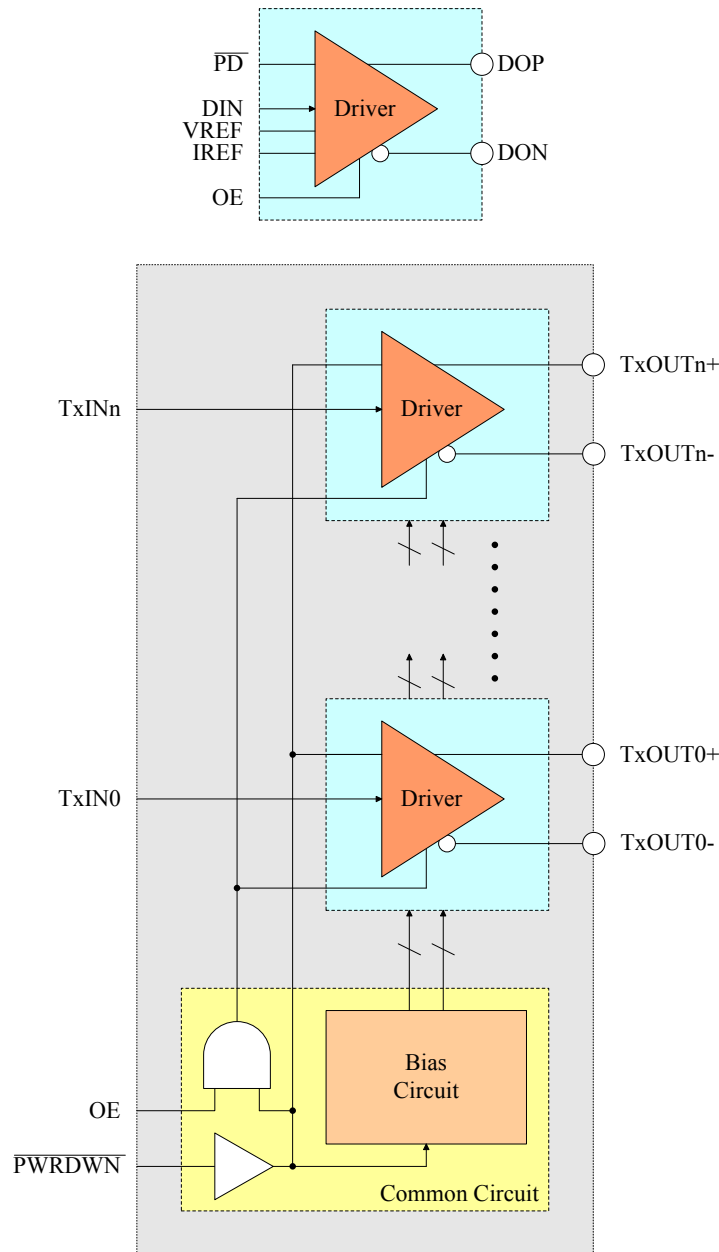 PD
DOP
DIN
Driver
VREF
IREF
DON
OE
TxOUTn+
TxINn
Driver
TxOUTn-
TxOUT0+
TxIN0
Driver
TxOUT0-
Bias
Circuit
OE
PWRDWN
Common Circuit